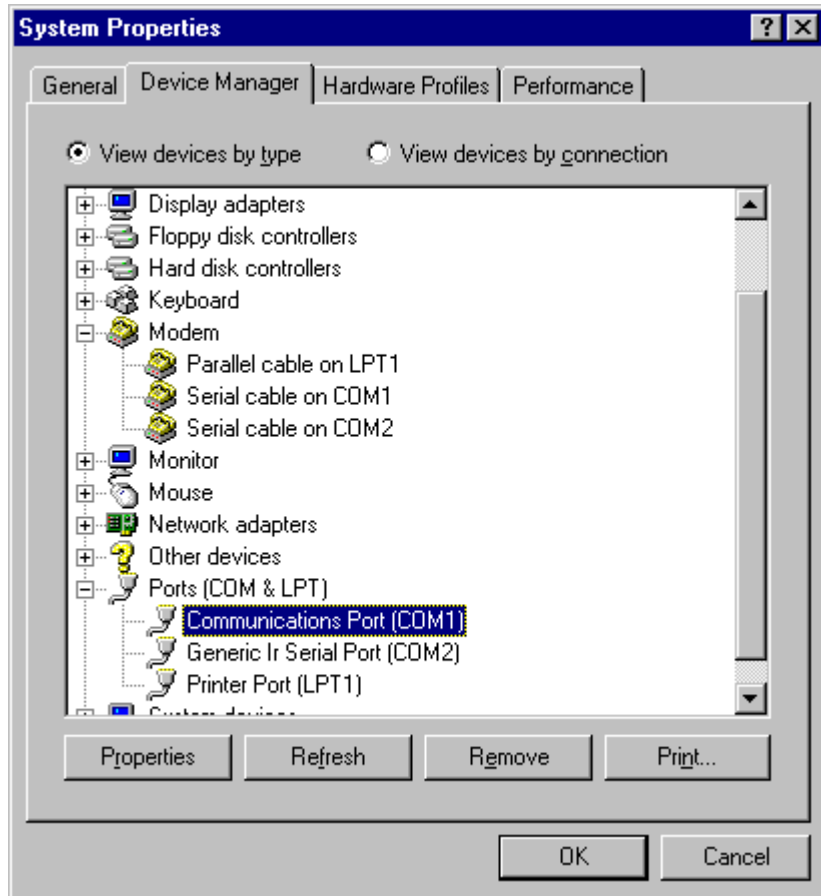 System Properties
General Device Manager Hardware Profiles Performance
View devices by type View devices by connection
Display adapters
Floppy disk controllers
Hard disk controllers
Keyboard
Modem
Parallel cable on LPT1
Serial cable on COM1
Serial cable on COM2
Monitor
Mouse
Network adapters
Other devices
Ports (COM & LPT)
Communications Port (COM1)
Generic Ir Serial Port (COM2)
Printer Port (LPT1)
System devices
Properties Refresh Remove Print...
OK Cancel